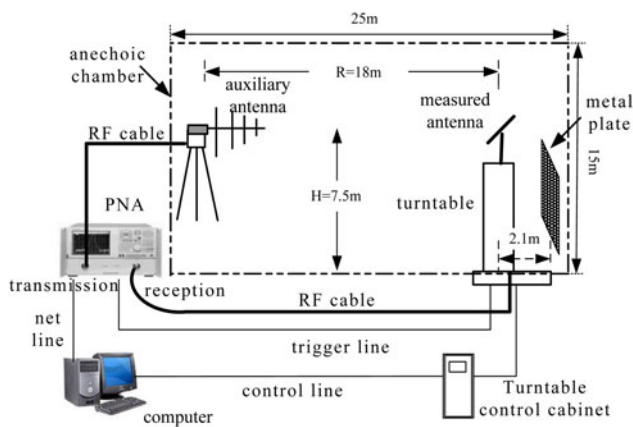 25m
anechoic
chamber
R=18m
auxiliary
antenna
measured
antenna
metal
plate
RF cable
15m
H=7.5m
PNA
turntable
2.1m
transmission
reception
RF cable
net
line
trigger line
control line
Turntable
control cabinet
computer